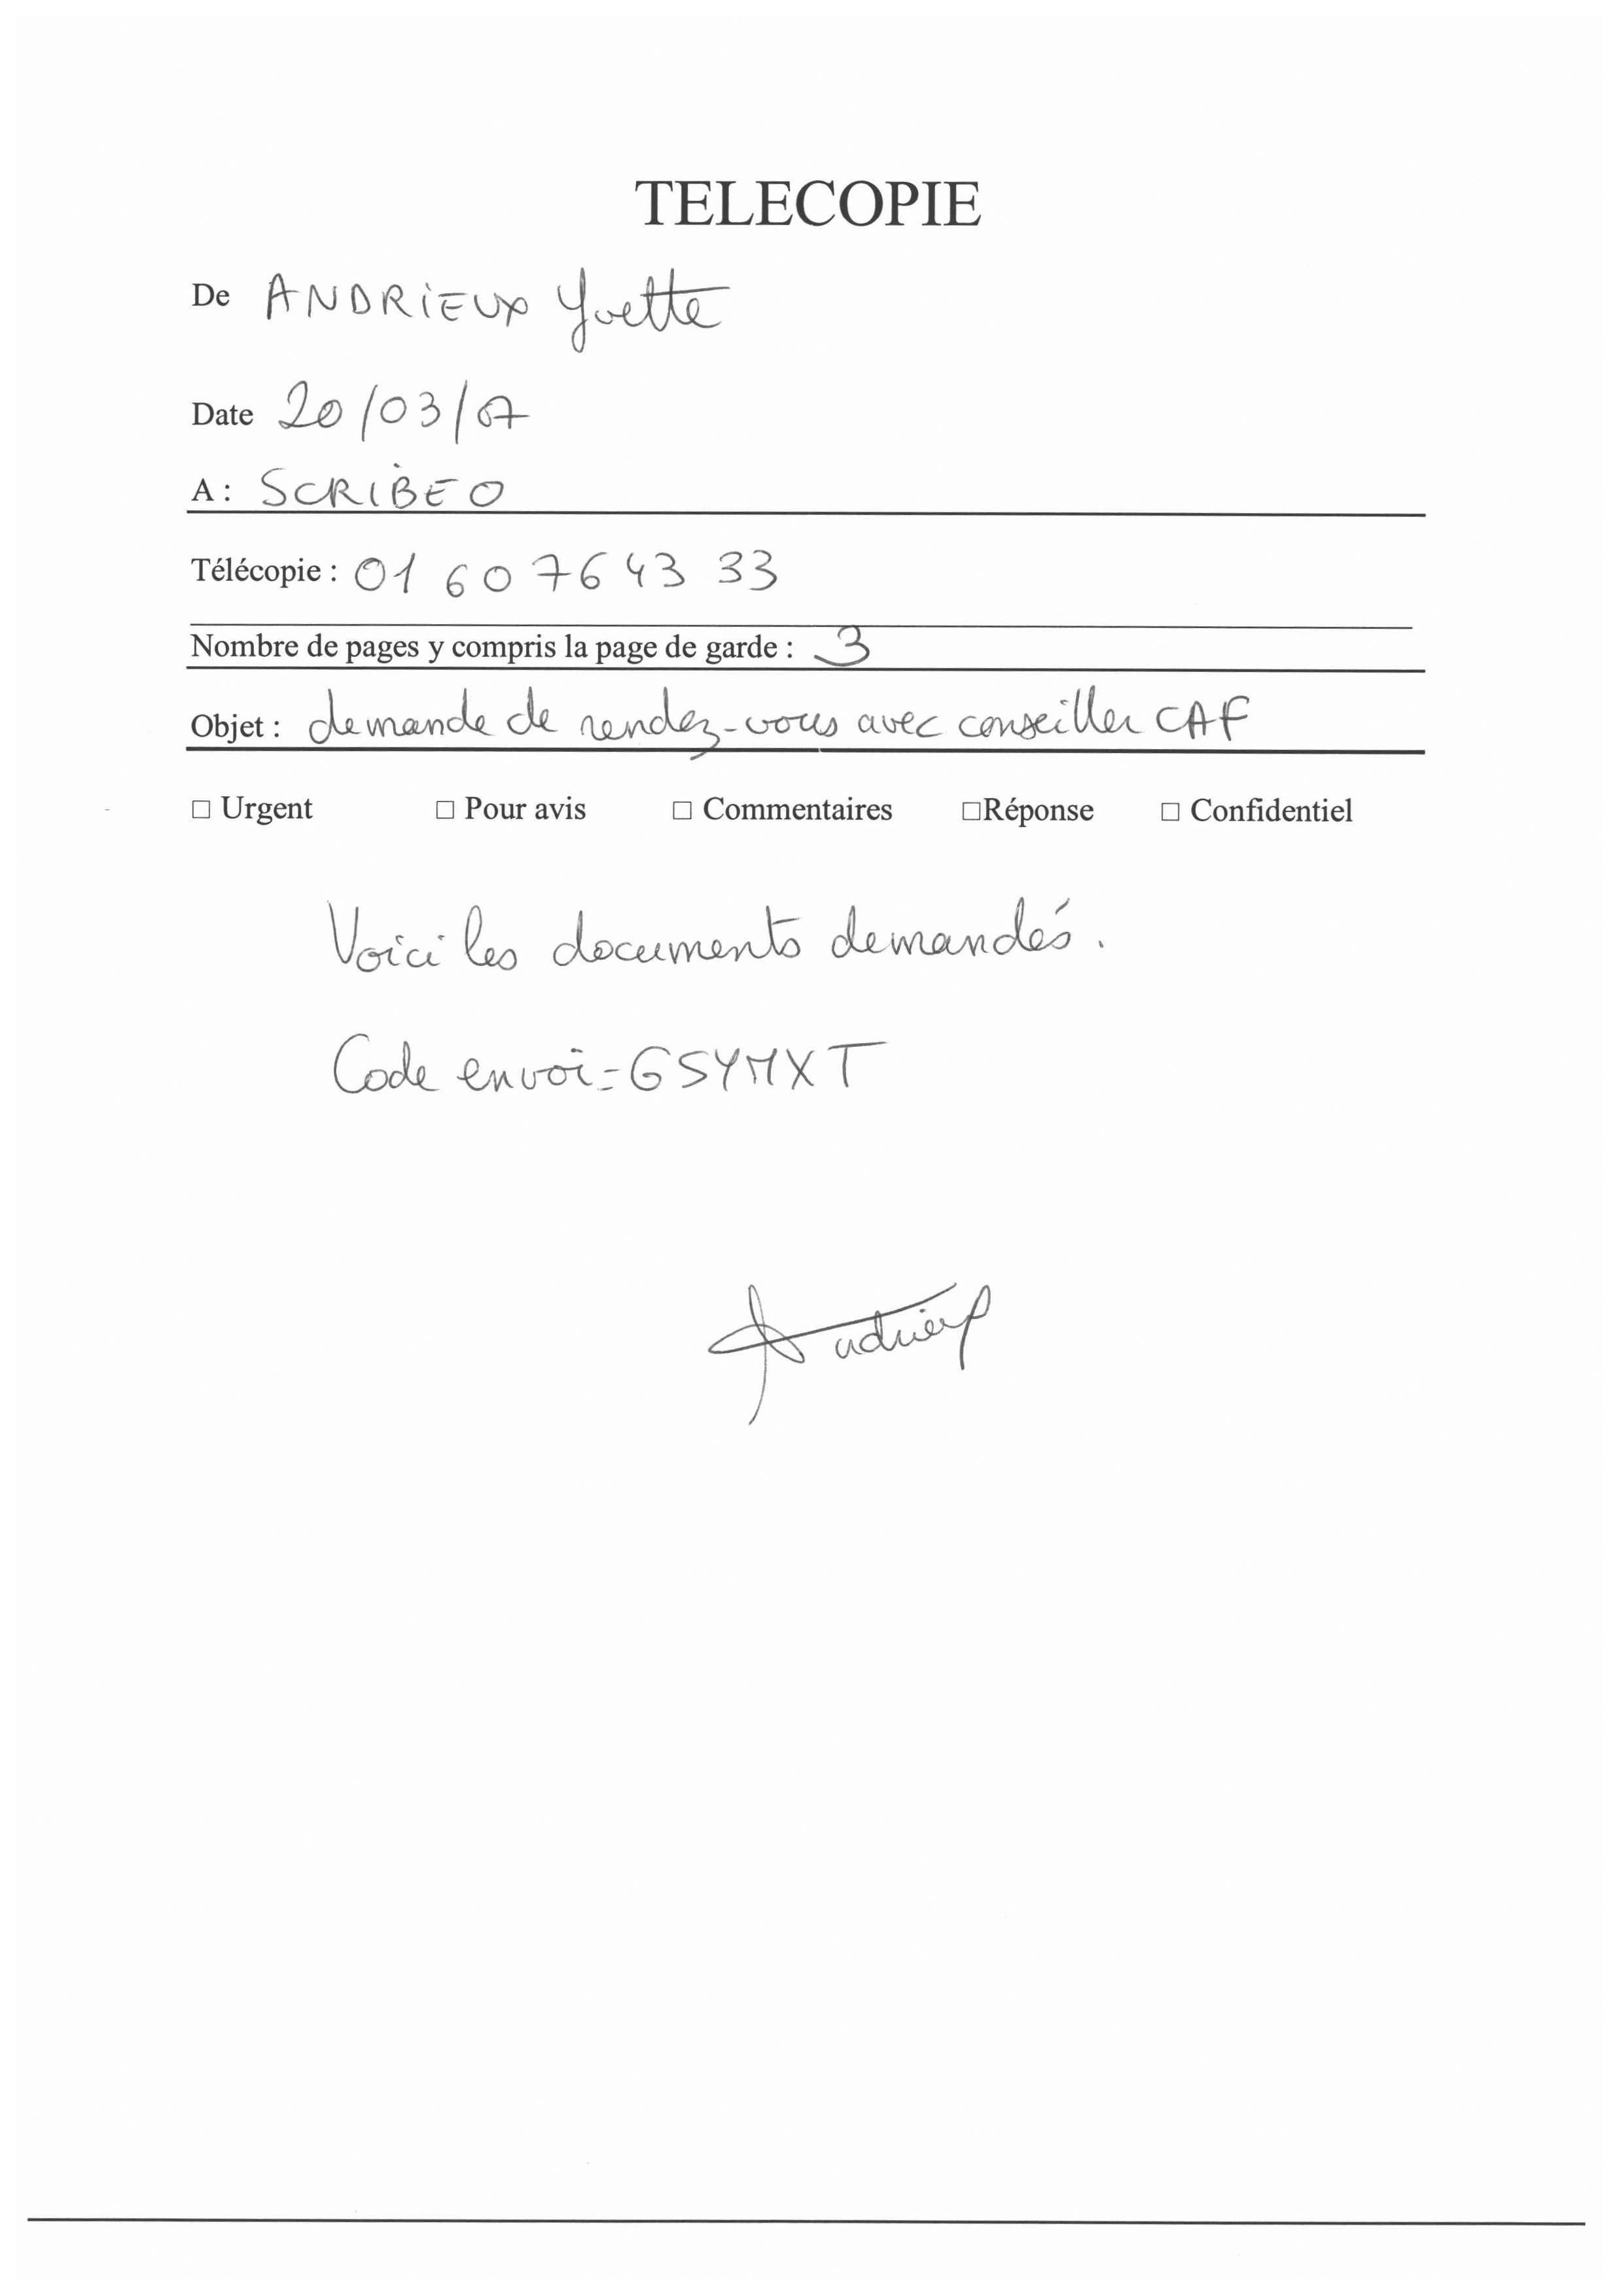 TELECOPIE
De ANDRIEUX Yvette
Date 20/03/07
A : SCRIBEO
Télécopie : 01 60 76 43 33
Nombre de pages y compris la page de garde : 3
Objet : demande de rendez-vous avec conseiller CAF
□ Urgent □ Pour avis □ Commentaires □Réponse □ Confidentiel
Voici les documents demandés.
Code envoi = GSYMXT
Andrieux